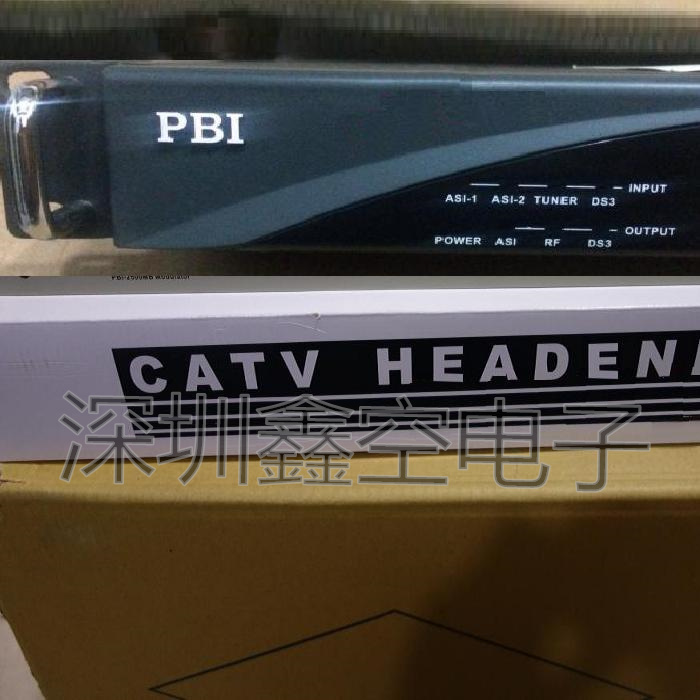 PBI
INPUT
ASI-1 ASI-2 TUNER DS3
OUTPUT
POWER ASI RF DS3
CATV HEADEN
深圳鑫空电子